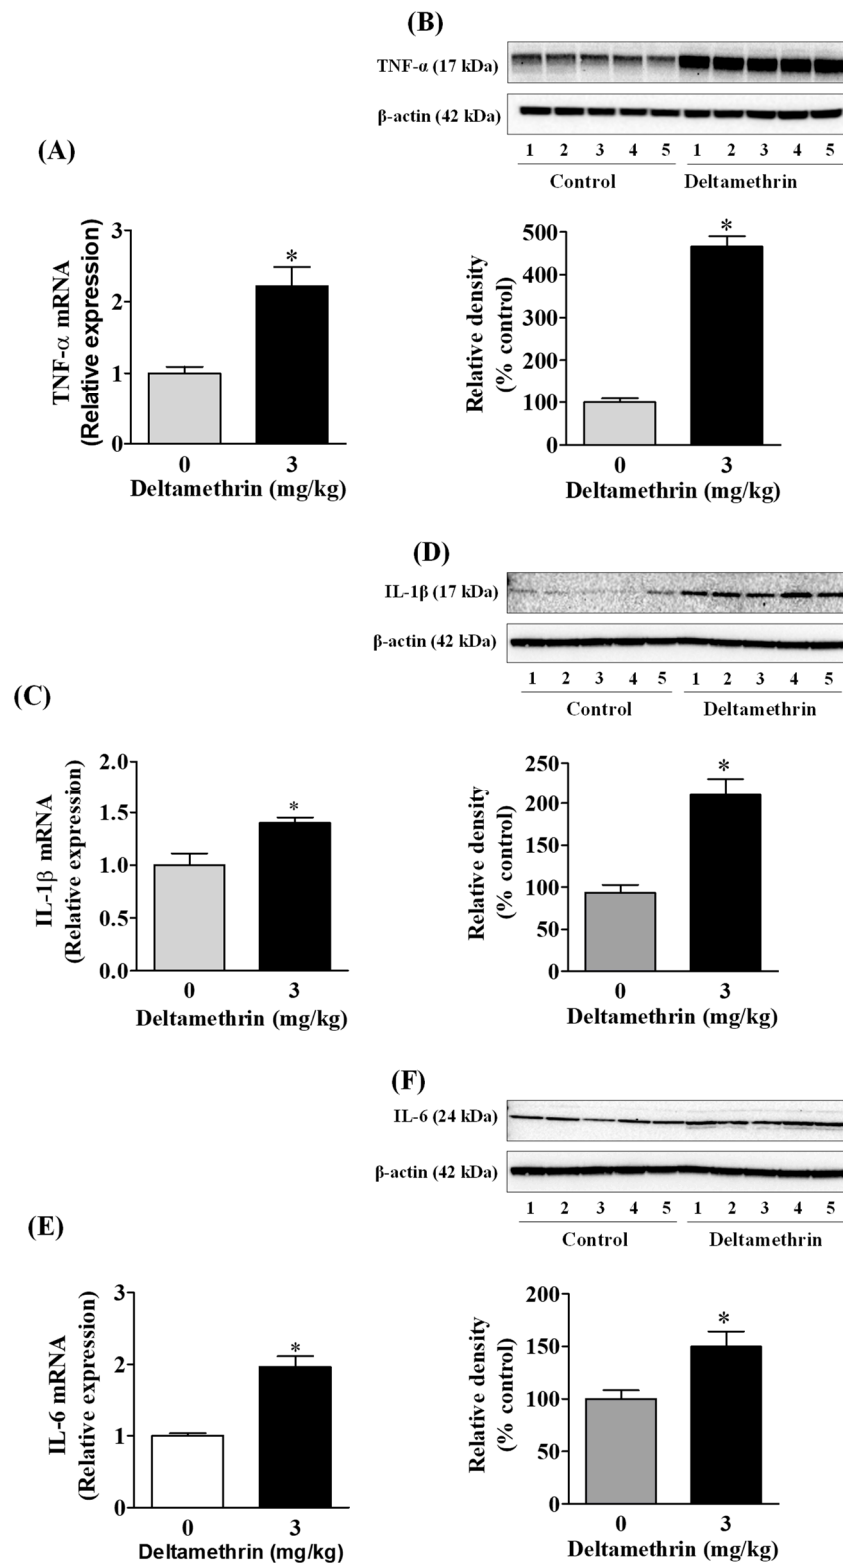 (B)
TNF-α (17 kDa)
β-actin (42 kDa)
1 2 3 4 5 1 2 3 4 5
Control Deltamethrin
(A)
TNF-α mRNA
(Relative expression)
3
2
1
0
*
0 3
Deltamethrin (mg/kg)
Relative density
(% control)
500
400
300
200
100
0
*
0 3
Deltamethrin (mg/kg)
(D)
IL-1β (17 kDa)
β-actin (42 kDa)
1 2 3 4 5 1 2 3 4 5
Control Deltamethrin
(C)
IL-1β mRNA
(Relative expression)
2.0
1.5
1.0
0.5
0.0
*
0 3
Deltamethrin (mg/kg)
Relative density
(% control)
250
200
150
100
50
0
*
0 3
Deltamethrin (mg/kg)
(F)
IL-6 (24 kDa)
β-actin (42 kDa)
1 2 3 4 5 1 2 3 4 5
Control Deltamethrin
(E)
IL-6 mRNA
(Relative expression)
3
2
1
0
*
0 3
Deltamethrin (mg/kg)
Relative density
(% control)
200
150
100
50
0
*
0 3
Deltamethrin (mg/kg)